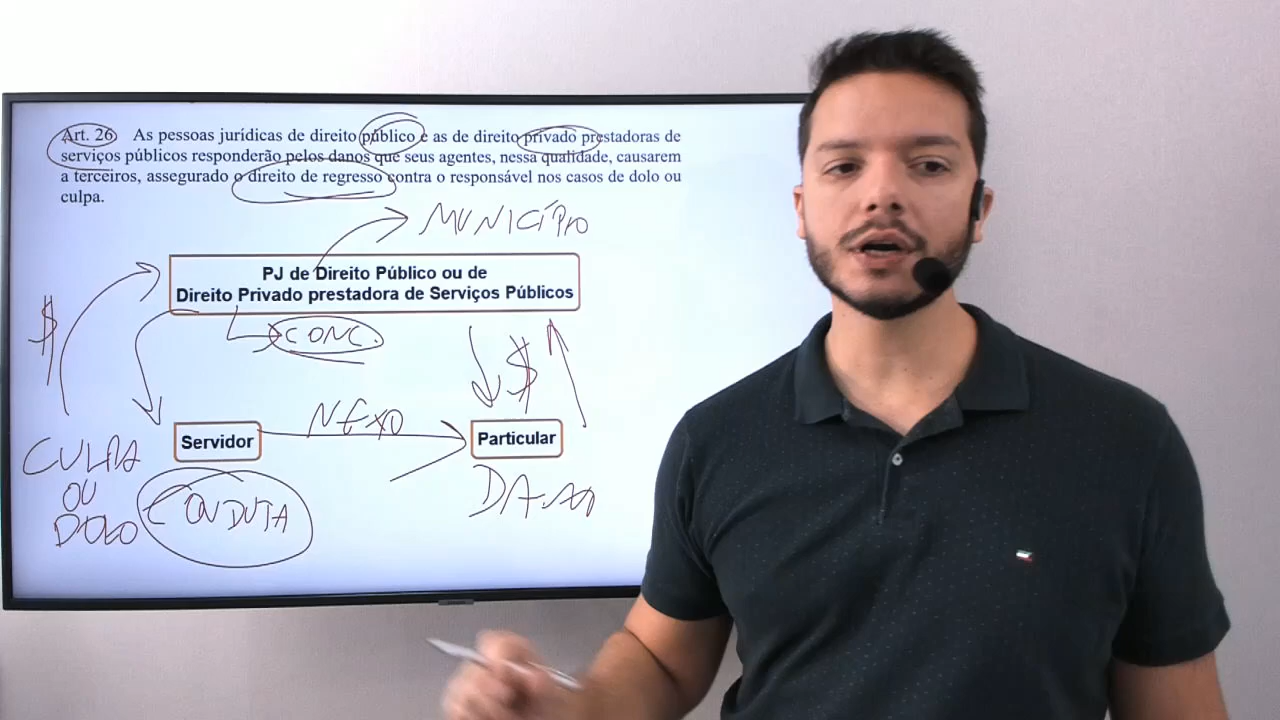 Art. 26 As pessoas jurídicas de direito público e as de direito privado prestadoras de
serviços públicos responderão pelos danos que seus agentes, nessa qualidade, causarem
a terceiros, assegurado o direito de regresso contra o responsável nos casos de dolo ou
culpa.
MUNICÍPIO
PJ de Direito Público ou de
Direito Privado prestadora de Serviços Públicos
$
CONC.
$
NEXO
Servidor
Particular
CULPA
OU
DOLO
CONDUTA
DANO